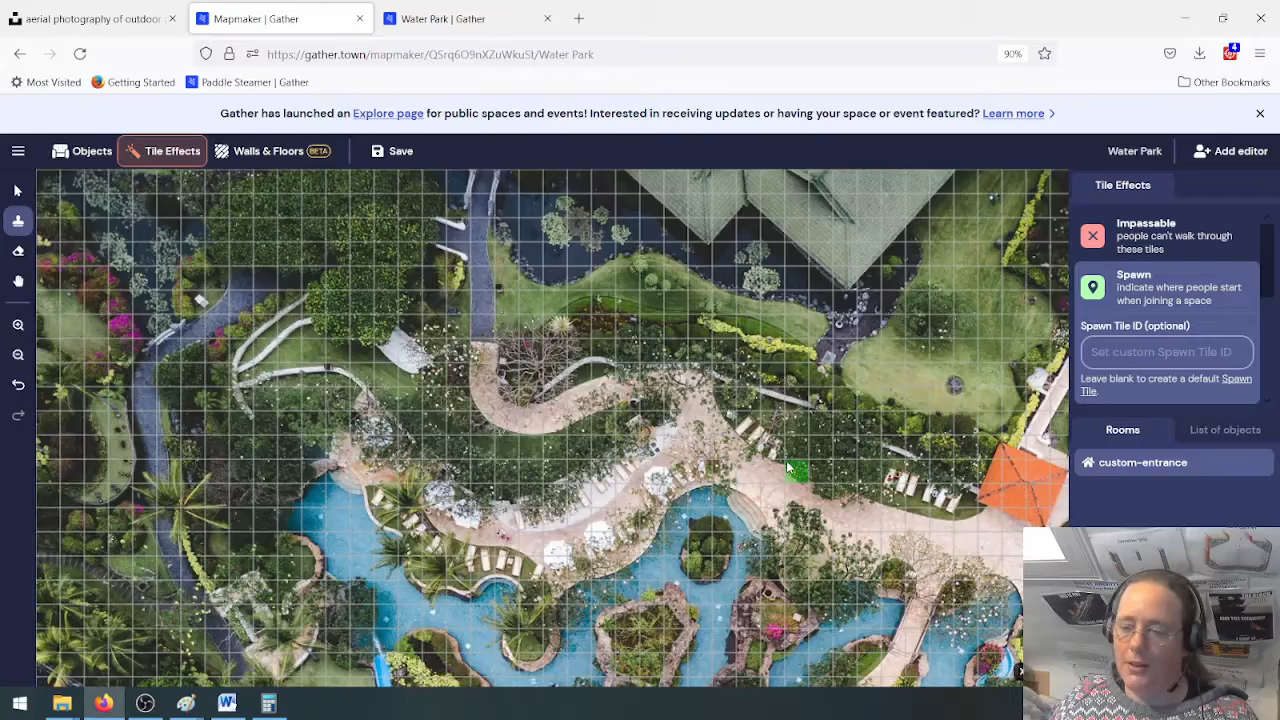 aerial photography of outdoor
Mapmaker | Gather
Water Park | Gather
https://gather.town/mapmaker/QSrq6O9nXZuWkuSt/Water Park
90%
4
Most Visited
Getting Started
Paddle Steamer | Gather
Other Bookmarks
Gather has launched an Explore page for public spaces and events! Interested in receiving updates or having your space or event featured? Learn more >
Objects
Tile Effects
Walls & Floors BETA
Save
Water Park
Add editor
Tile Effects
Impassable
people can't walk through
these tiles
Spawn
indicate where people start
when joining a space
Spawn Tile ID (optional)
Set custom Spawn Tile ID
Leave blank to create a default Spawn
Tile.
Rooms
List of objects
custom-entrance